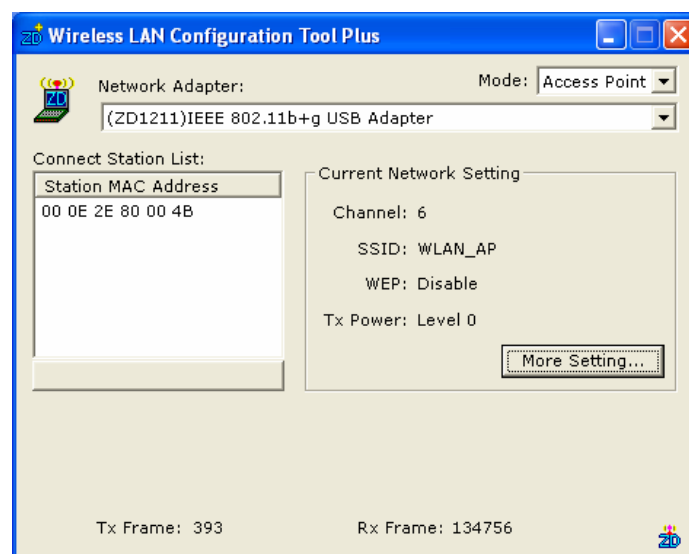 ZD Wireless LAN Configuration Tool Plus
Network Adapter:
Mode: Access Point
ZD
(ZD1211)IEEE 802.11b+g USB Adapter
Connect Station List:
Station MAC Address
00 0E 2E 80 00 4B
Current Network Setting
Channel: 6
SSID: WLAN_AP
WEP: Disable
Tx Power: Level 0
More Setting...
Tx Frame: 393
Rx Frame: 134756
ZD